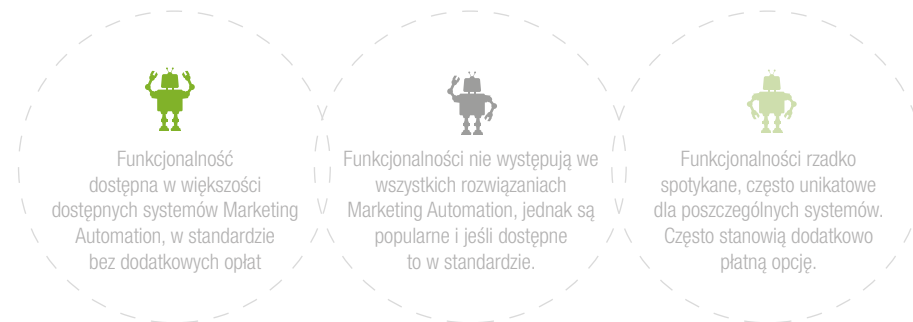 Funkcjonalność
dostępna w większości
dostępnych systemów Marketing
Automation, w standardzie
bez dodatkowych opłat
Funkcjonalności nie występują we
wszystkich rozwiązaniach
Marketing Automation, jednak są
popularne i jeśli dostępne
to w standardzie.
Funkcjonalności rzadko
spotykane, często unikatowe
dla poszczególnych systemów.
Często stanowią dodatkowo
płatną opcję.